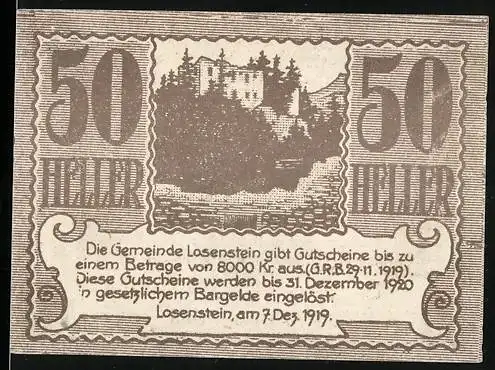 50 50
HELLER HELLER
Die Gemeinde Losenstein gibt Gutscheine bis zu
einem Betrage von 8000 Kr. aus. (G.R.B. 29·11. 1919).
Diese Gutscheine werden bis 31. Dezember 1920
in gesetzlichem Bargelde eingelöst.
Losenstein, am 7. Dez. 1919.